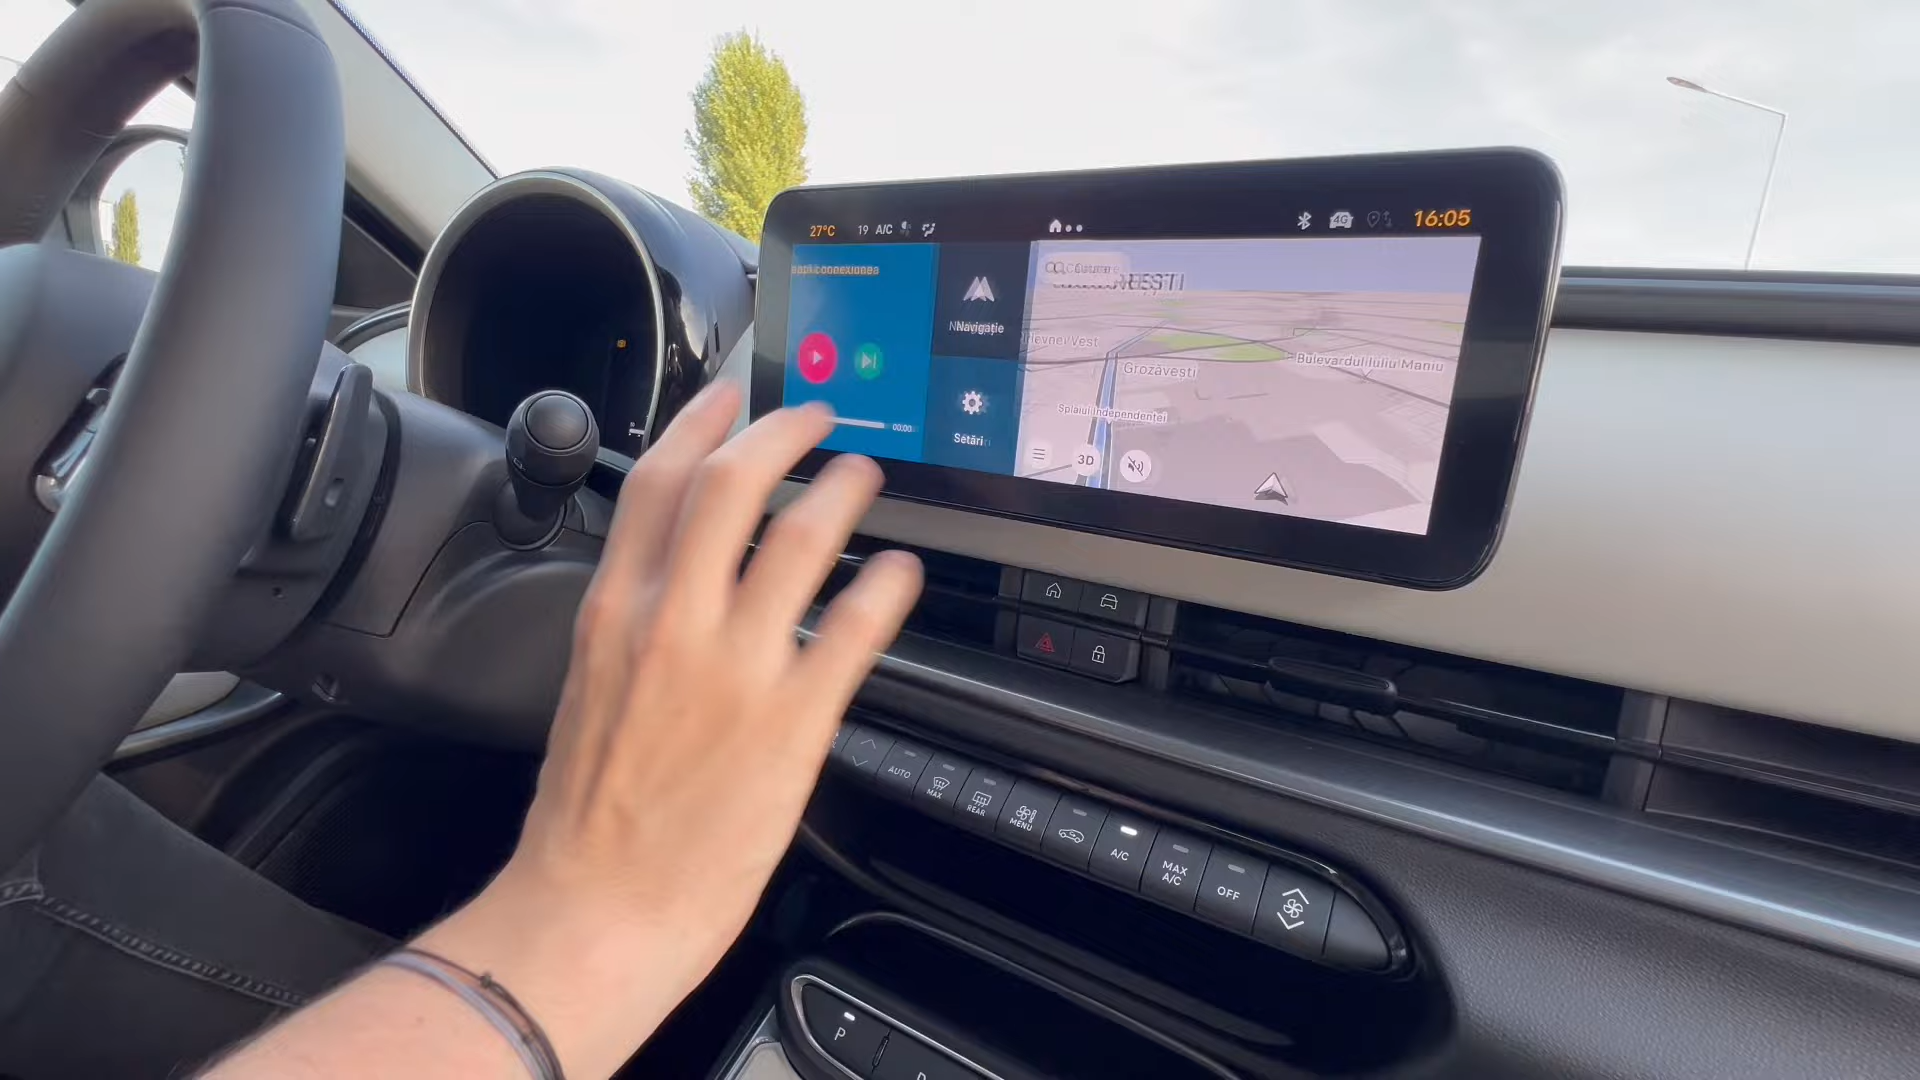 27°C
19
A/C
4G
16:05
Navigație
Setări
00:00
Grozăvești
Bulevardul Iuliu Maniu
Splaiul Independenței
3D
AUTO
MAX
REAR
MENU
A/C
MAX
A/C
OFF
P